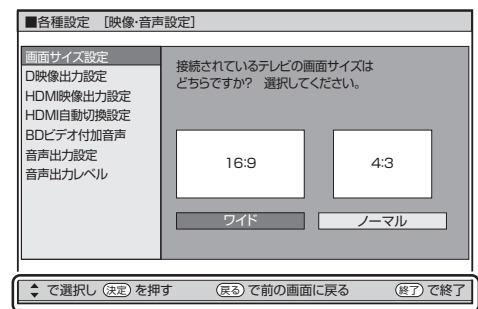 ■各種設定 [映像・音声設定]
画面サイズ設定
D映像出力設定
HDMI映像出力設定
HDMI自動切換設定
BDビデオ付加音声
音声出力設定
音声出力レベル
接続されているテレビの画面サイズは
どちらですか? 選択してください。
16:9
4:3
ワイド
ノーマル
で選択し 決定 を押す 戻る で前の画面に戻る 終了 で終了